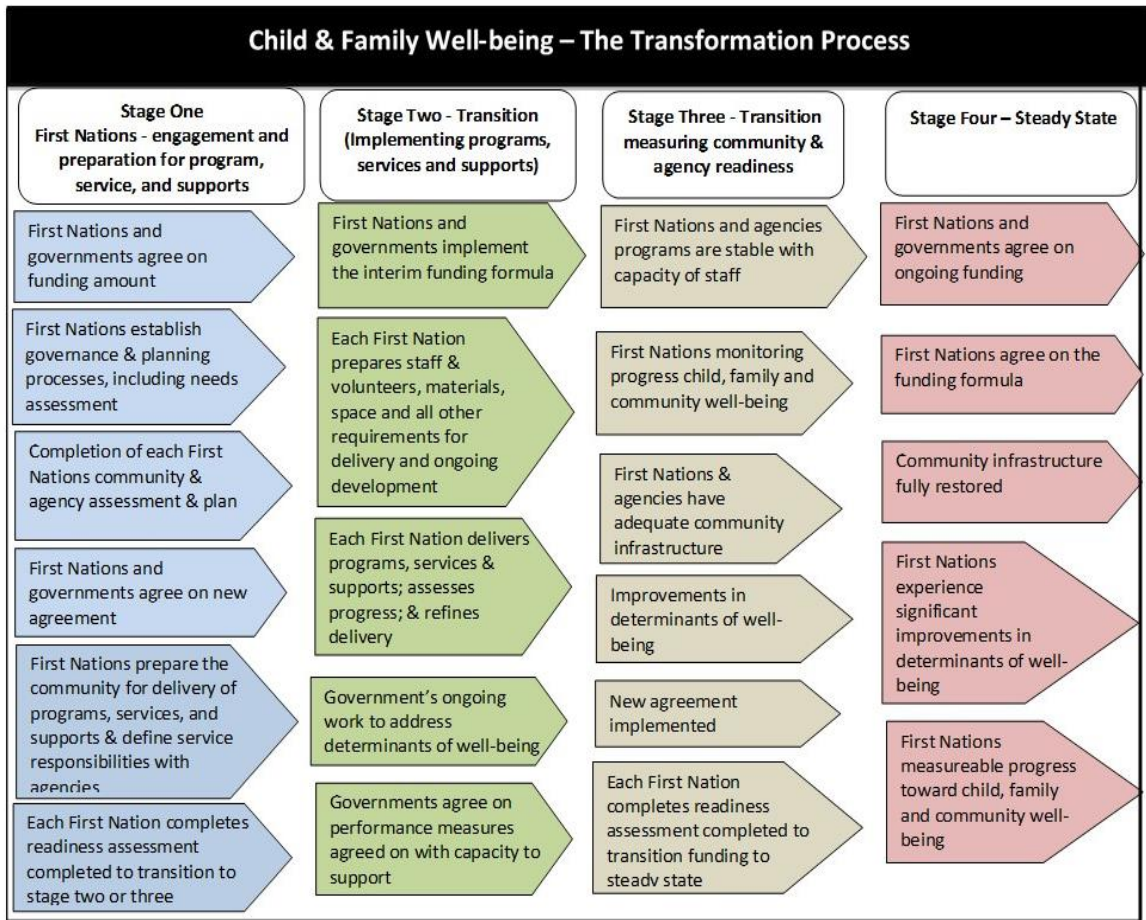 Child & Family Well-being – The Transformation Process
Stage One
First Nations - engagement and
preparation for program,
service, and supports
First Nations and
governments agree on
funding amount
First Nations establish
governance & planning
processes, including needs
assessment
Completion of each First
Nations community &
agency assessment & plan
First Nations and
governments agree on new
agreement
First Nations prepare the
community for delivery of
programs, services, and
supports & define service
responsibilities with
agencies
Each First Nation completes
readiness assessment
completed to transition to
stage two or three
Stage Two - Transition
(Implementing programs,
services and supports)
First Nations and
governments implement
the interim funding formula
Each First Nation
prepares staff &
volunteers, materials,
space and all other
requirements for
delivery and ongoing
development
Each First Nation delivers
programs, services &
supports; assesses
progress; & refines
delivery
Government's ongoing
work to address
determinants of well-being
Governments agree on
performance measures
agreed on with capacity to
support
Stage Three - Transition
measuring community &
agency readiness
First Nations and agencies
programs are stable with
capacity of staff
First Nations monitoring
progress child, family and
community well-being
First Nations &
agencies have
adequate community
infrastructure
Improvements in
determinants of well-
being
New agreement
implemented
Each First Nation
completes readiness
assessment completed to
transition funding to
steady state
Stage Four – Steady State
First Nations and
governments agree on
ongoing funding
First Nations agree on the
funding formula
Community infrastructure
fully restored
First Nations
experience
significant
improvements in
determinants of well-
being
First Nations
measureable progress
toward child, family
and community well-
being